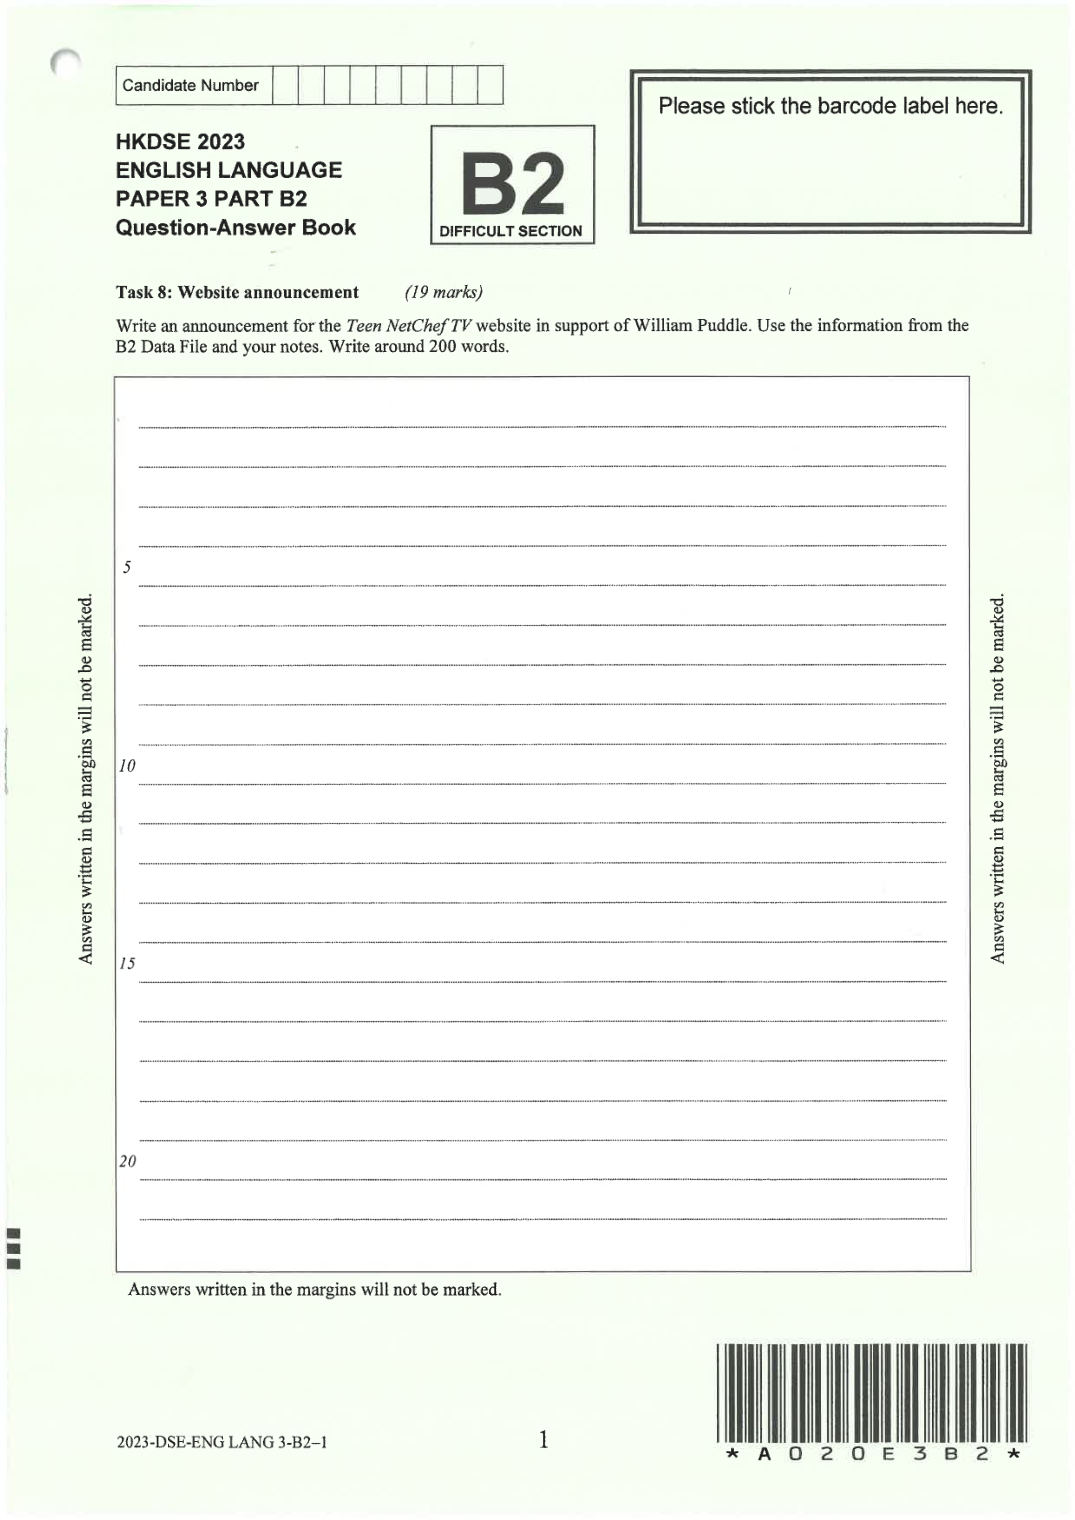 Candidate Number
Please stick the barcode label here.
HKDSE 2023
ENGLISH LANGUAGE
PAPER 3 PART B2
Question-Answer Book
B2
DIFFICULT SECTION
Task 8: Website announcement (19 marks)
Write an announcement for the Teen NetChef TV website in support of William Puddle. Use the information from the
B2 Data File and your notes. Write around 200 words.
5
10
15
20
Answers written in the margins will not be marked.
Answers written in the margins will not be marked.
Answers written in the margins will not be marked.
2023-DSE-ENG LANG 3-B2–1
1
* A 0 2 0 E 3 B 2 *